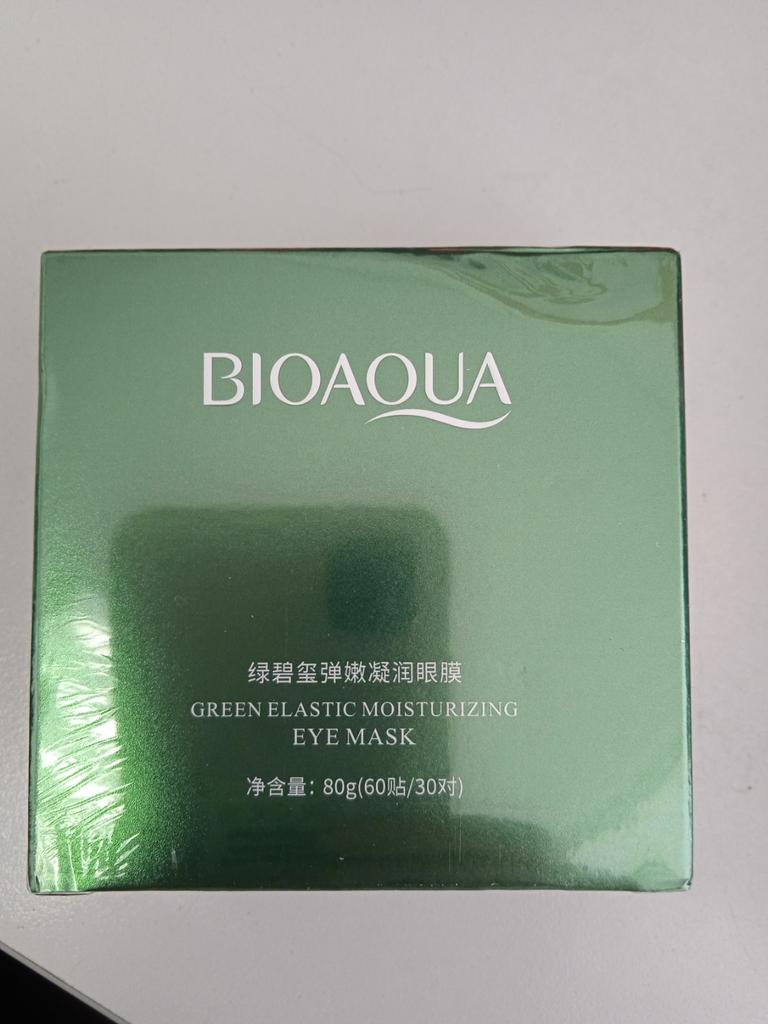 BIOAQUA
绿碧玺弹嫩凝润眼膜
GREEN ELASTIC MOISTURIZING
EYE MASK
净含量：80g(60贴/30对)